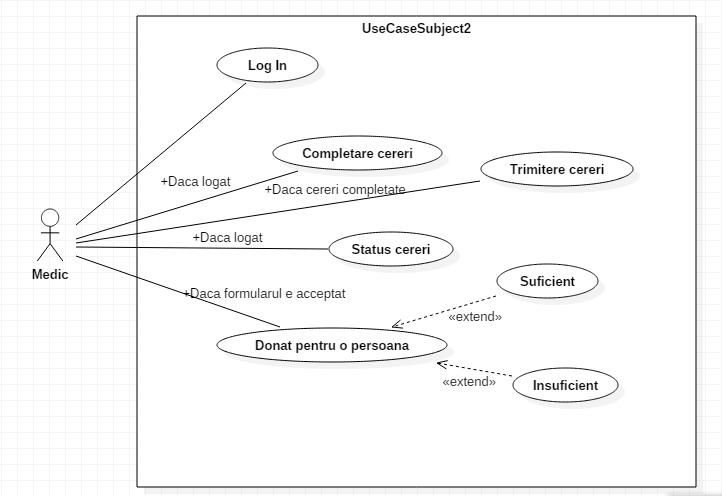 UseCaseSubject2
Log In
Completare cereri
Trimitere cereri
+Daca logat
+Daca cereri completate
+Daca logat
Status cereri
Medic
Suficient
+Daca formularul e acceptat
«extend»
Donat pentru o persoana
«extend»
Insuficient